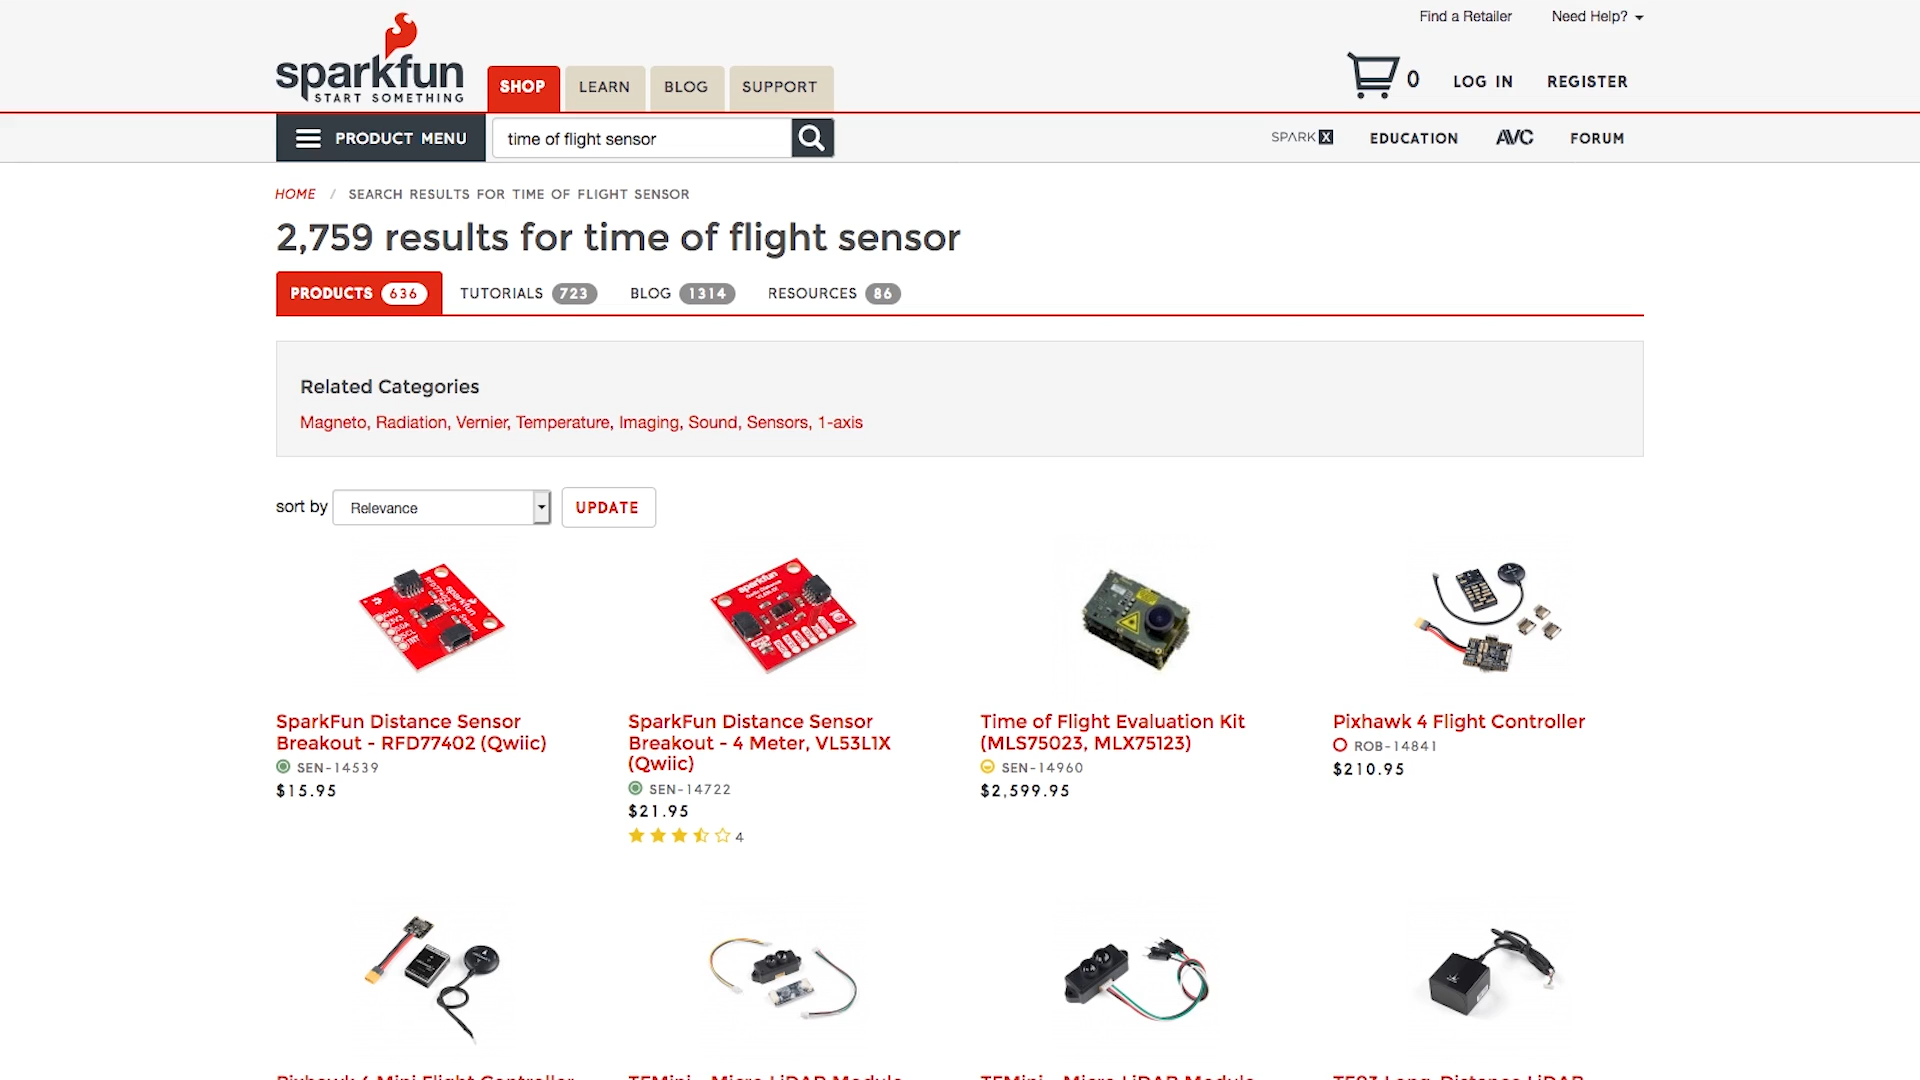 Find a Retailer Need Help?
sparkfun
START SOMETHING
SHOP LEARN BLOG SUPPORT
0 LOG IN REGISTER
PRODUCT MENU time of flight sensor SPARK X EDUCATION AVC FORUM
HOME / SEARCH RESULTS FOR TIME OF FLIGHT SENSOR
2,759 results for time of flight sensor
PRODUCTS 636 TUTORIALS 723 BLOG 1314 RESOURCES 86
Related Categories
Magneto, Radiation, Vernier, Temperature, Imaging, Sound, Sensors, 1-axis
sort by Relevance UPDATE
SparkFun Distance Sensor
Breakout - RFD77402 (Qwiic)
SEN-14539
$15.95
SparkFun Distance Sensor
Breakout - 4 Meter, VL53L1X
(Qwiic)
SEN-14722
$21.95
4
Time of Flight Evaluation Kit
(MLS75023, MLX75123)
SEN-14960
$2,599.95
Pixhawk 4 Flight Controller
ROB-14841
$210.95
Pixhawk 4 Mini Flight Controller
TFMini - Micro LiDAR Module
TFMini - Micro LiDAR Module
TF03 Long-Distance LiDAR